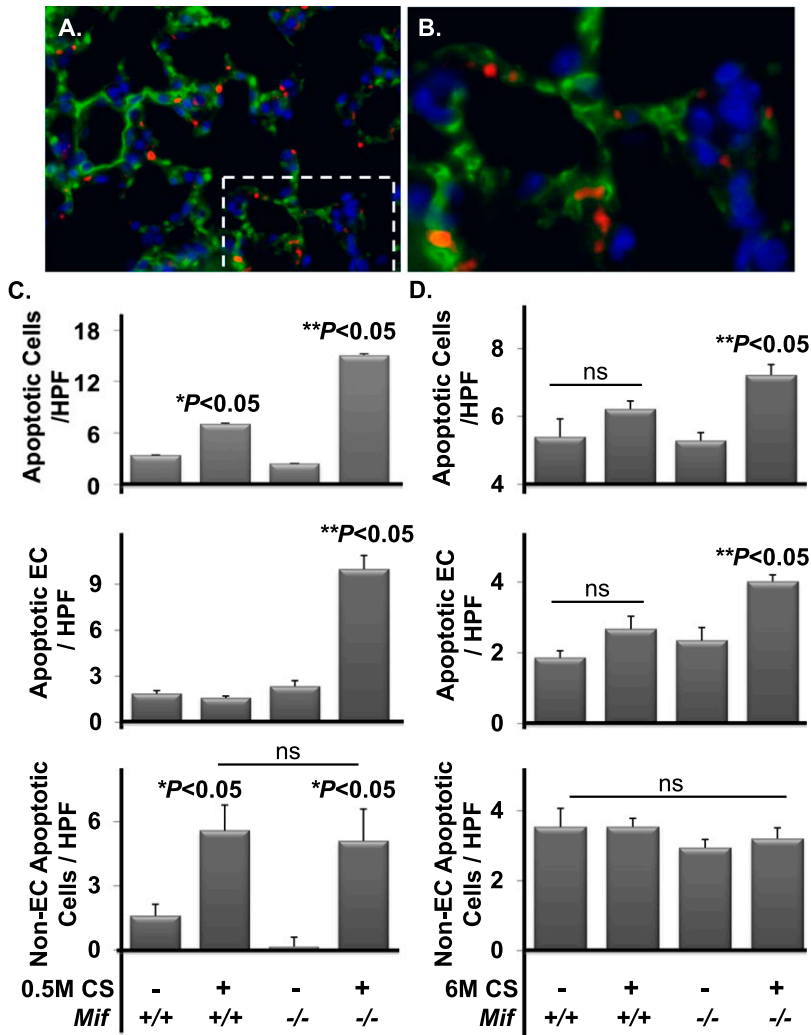 A.
B.
C.
Apoptotic Cells
/HPF
18
12
6
0
*P<0.05
**P<0.05
Apoptotic EC
/ HPF
9
6
3
0
**P<0.05
Non-EC Apoptotic
Cells / HPF
6
3
0
ns
*P<0.05
*P<0.05
0.5M CS - + - +
Mif +/+ +/+ -/- -/-
D.
Apoptotic Cells
/HPF
8
6
4
ns
**P<0.05
Apoptotic EC
/ HPF
4
2
0
ns
**P<0.05
Non-EC Apoptotic
Cells / HPF
4
2
0
ns
6M CS - + - +
Mif +/+ +/+ -/- -/-